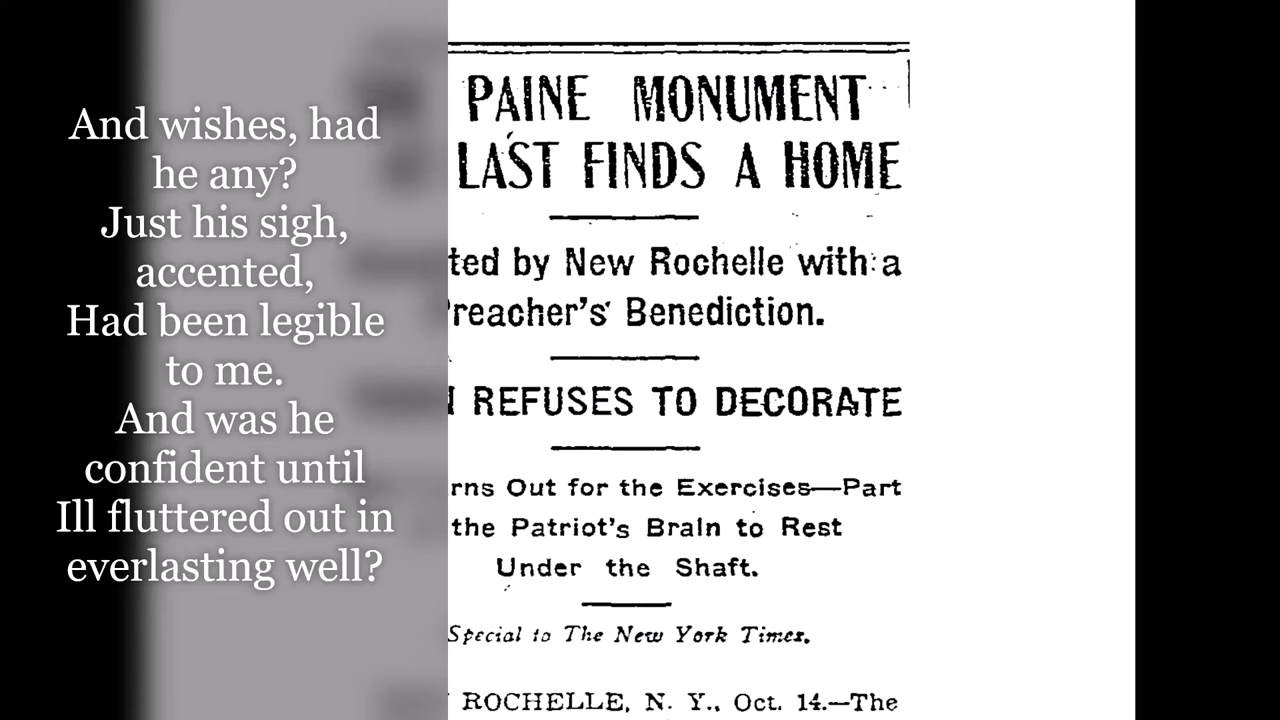 And wishes, had
he any?
Just his sigh,
accented,
Had been legible
to me.
And was he
confident until
Ill fluttered out in
everlasting well?
PAINE MONUMENT
LAST FINDS A HOME
ted by New Rochelle with a
Preacher's Benediction.
REFUSES TO DECORATE
rns Out for the Exercises—Part
the Patriot's Brain to Rest
Under the Shaft.
Special to The New York Times.
ROCHELLE, N. Y., Oct. 14.—The